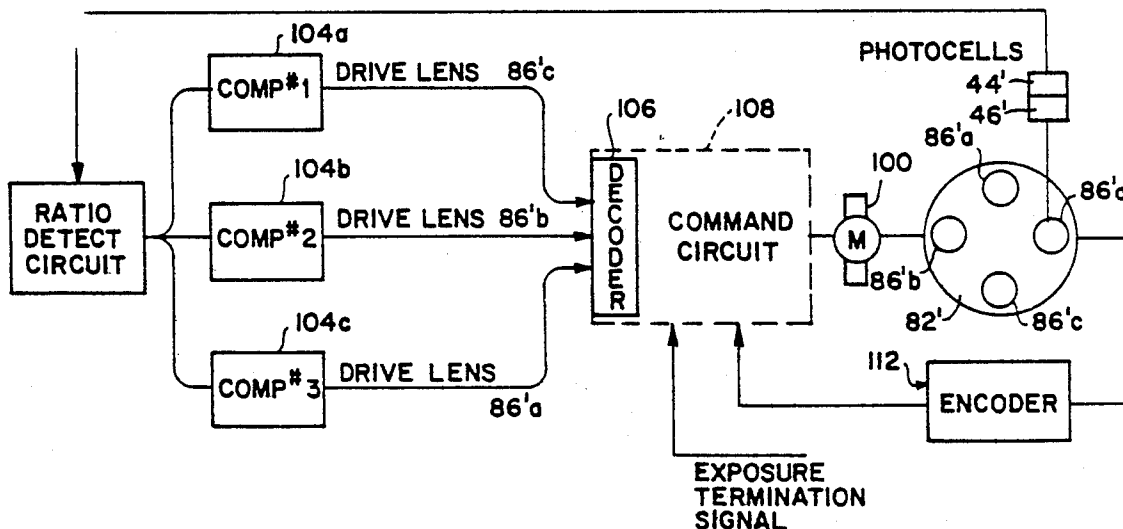 104a
COMP #1
DRIVE LENS 86'c
PHOTOCELLS
44'
46'
106
108
86'a
100
104b
RATIO
DETECT
CIRCUIT
COMP #2
DRIVE LENS 86'b
DECODER
COMMAND
CIRCUIT
M
86'd
86'b
82'
86'c
104c
COMP #3
DRIVE LENS
86'a
112
ENCODER
EXPOSURE
TERMINATION
SIGNAL